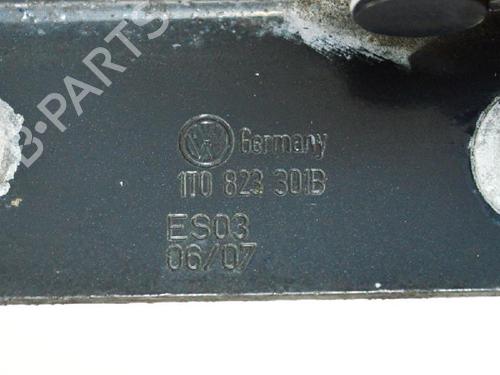 B-PARTS
Germany
1T0 823 301B
ES03
06/07